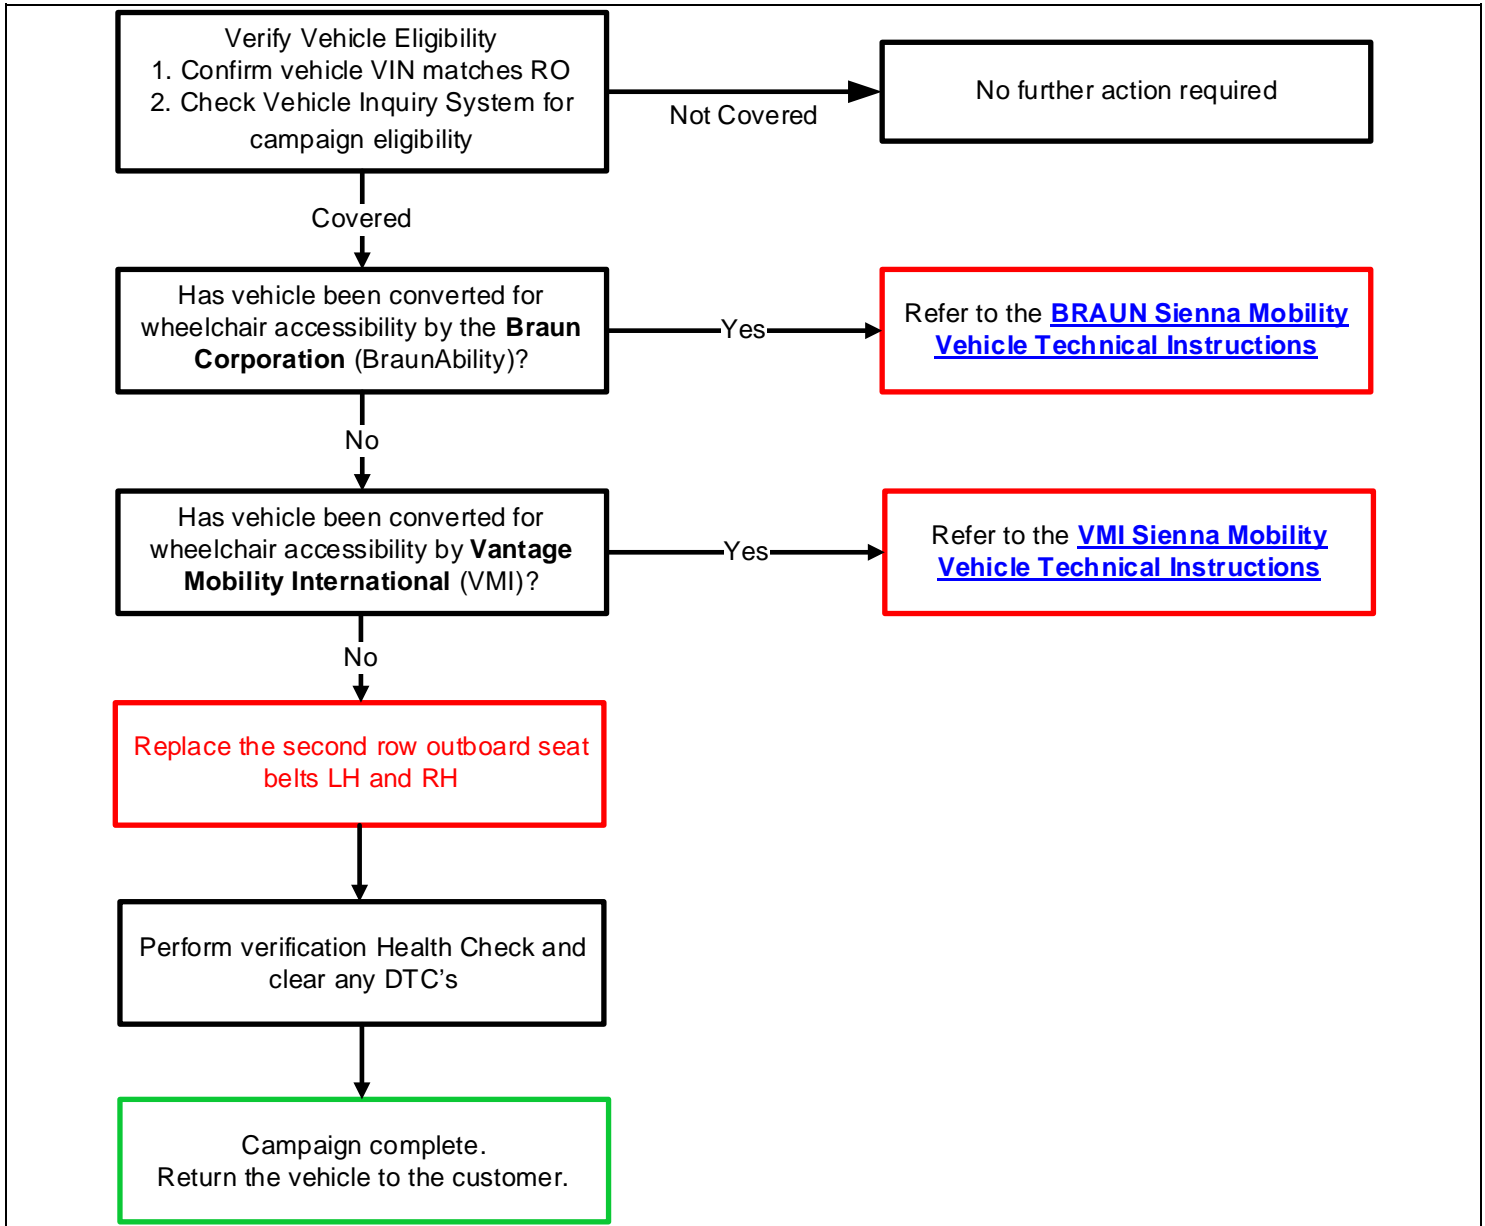 Verify Vehicle Eligibility
1. Confirm vehicle VIN matches RO
2. Check Vehicle Inquiry System for
campaign eligibility
Not Covered
No further action required
Covered
Has vehicle been converted for
wheelchair accessibility by the Braun
Corporation (BraunAbility)?
Yes
Refer to the BRAUN Sienna Mobility
Vehicle Technical Instructions
No
Has vehicle been converted for
wheelchair accessibility by Vantage
Mobility International (VMI)?
Yes
Refer to the VMI Sienna Mobility
Vehicle Technical Instructions
No
Replace the second row outboard seat
belts LH and RH
Perform verification Health Check and
clear any DTC’s
Campaign complete.
Return the vehicle to the customer.